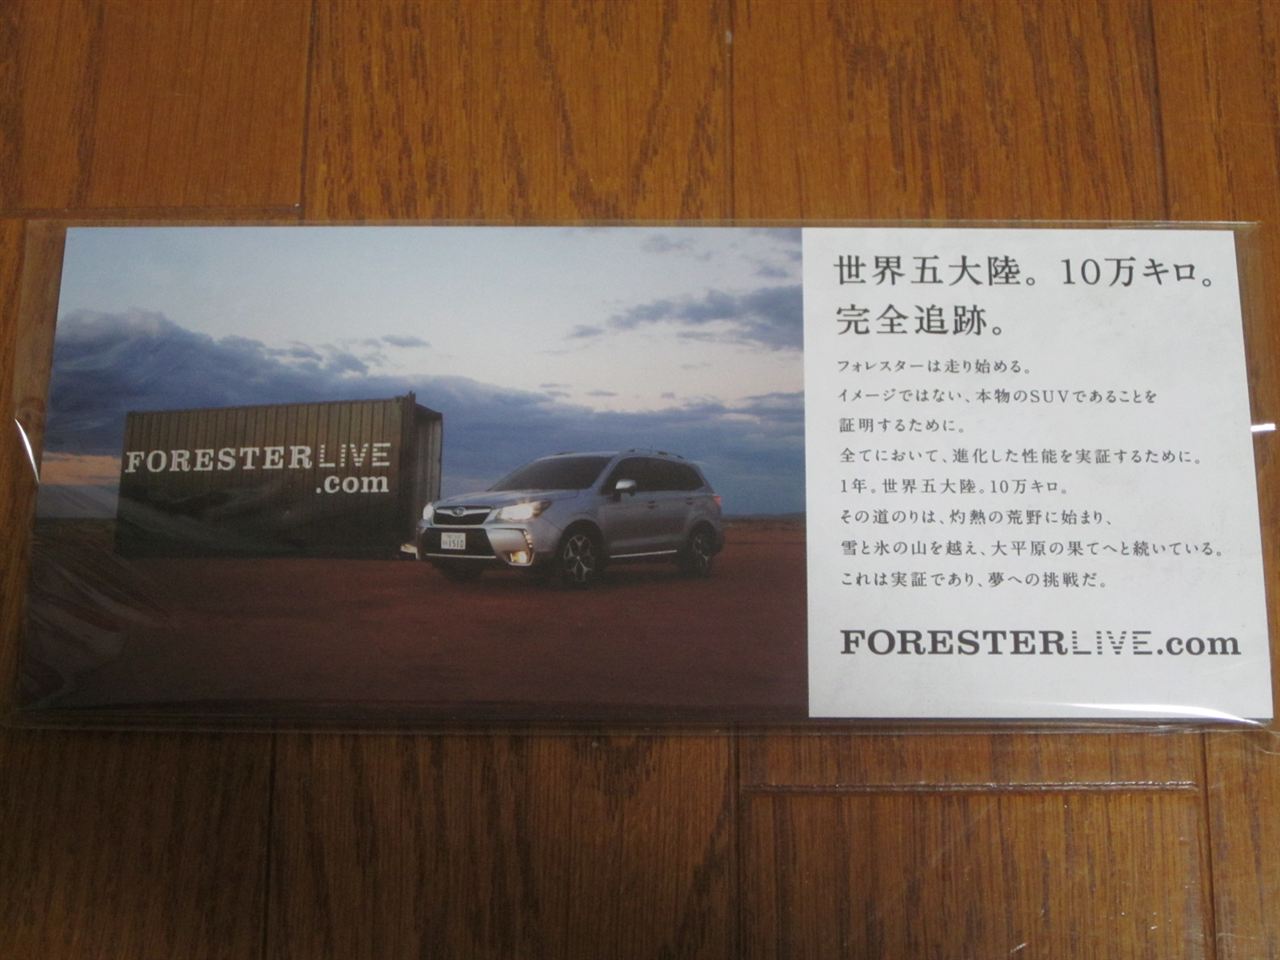 FORESTERLIVE
.com
1510
世界五大陸。10万キロ。
完全追跡。
フォレスターは走り始める。
イメージではない、本物のSUVであることを
証明するために。
全てにおいて、進化した性能を実証するために。
1年。世界五大陸。10万キロ。
その道のりは、灼熱の荒野に始まり、
雪と氷の山を越え、大平原の果てへと続いている。
これは実証であり、夢への挑戦だ。
FORESTERLIVE.com